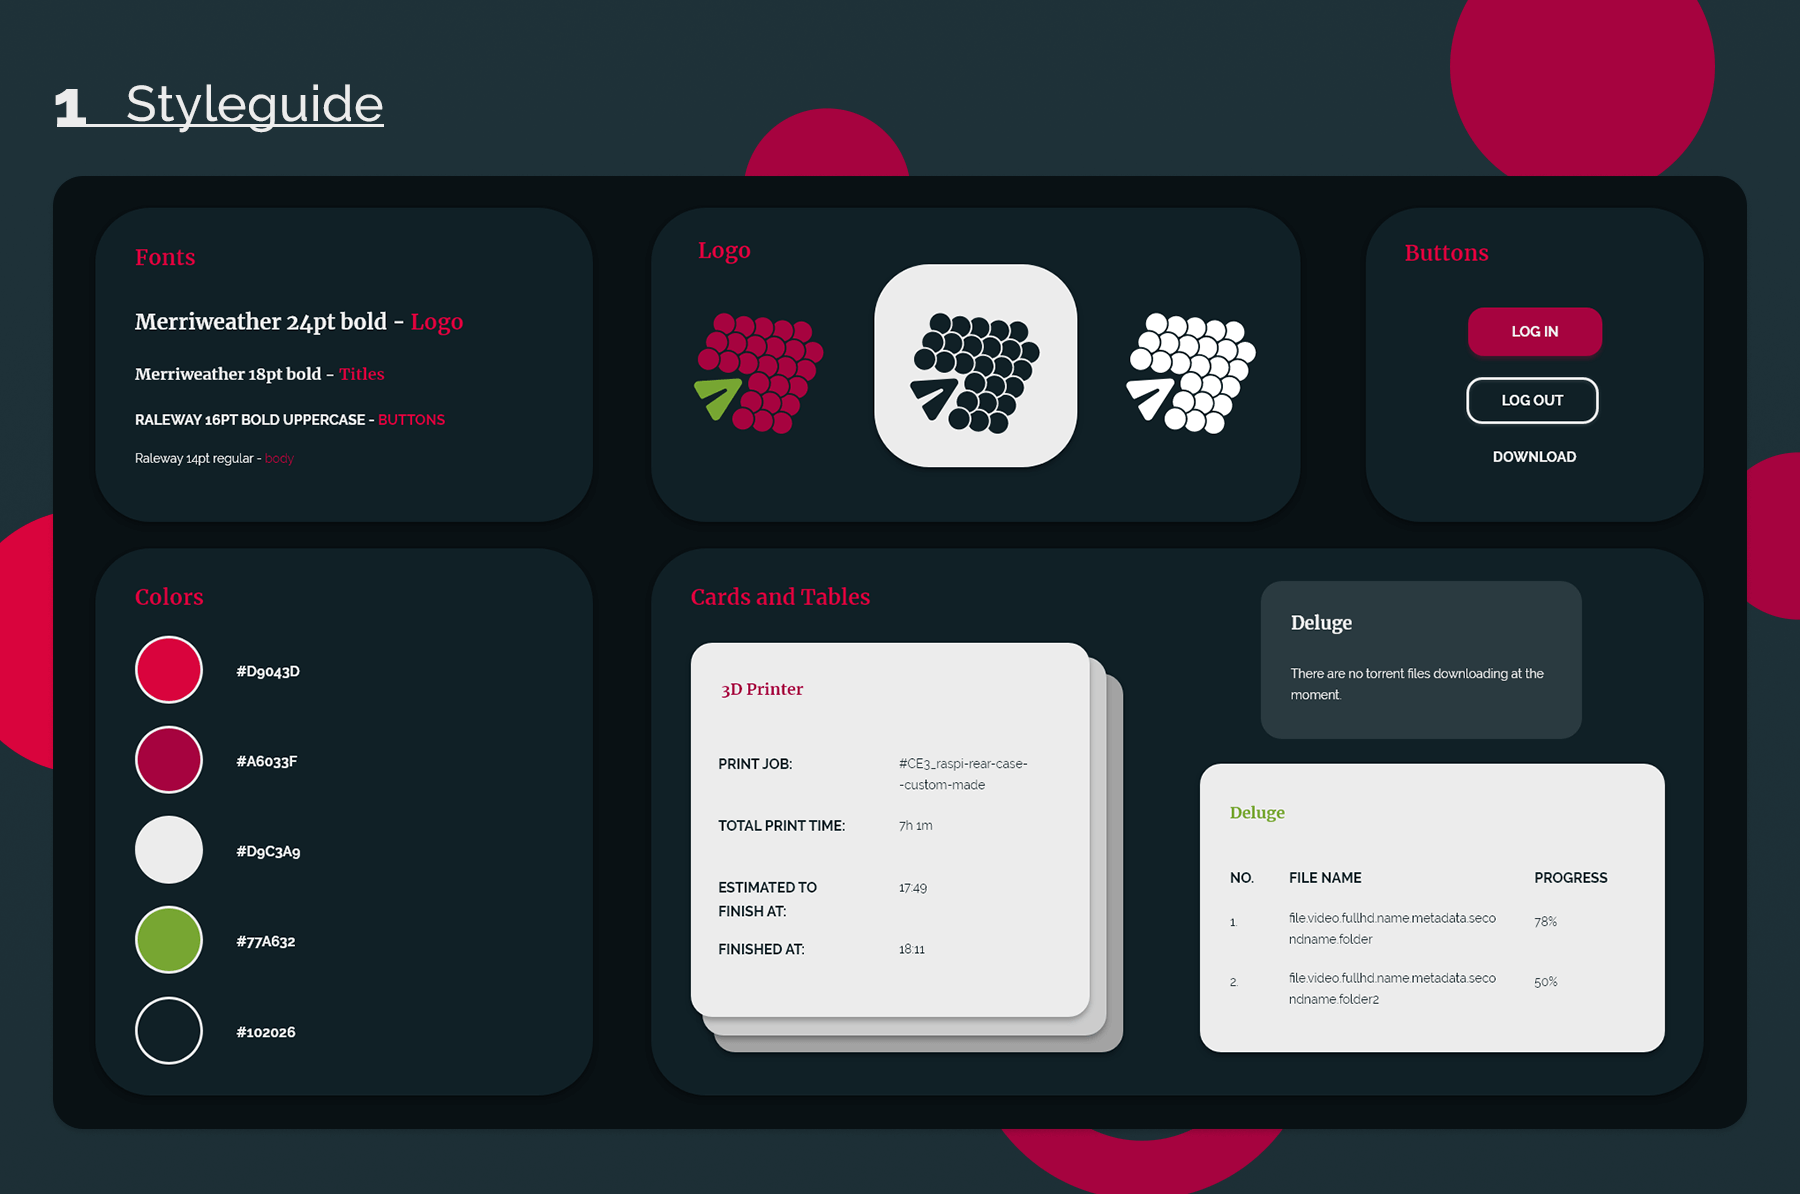 1 Styleguide
Fonts
Merriweather 24pt bold - Logo
Merriweather 18pt bold - Titles
RALEWAY 16PT BOLD UPPERCASE - BUTTONS
Raleway 14pt regular - body
Logo
Buttons
LOG IN
LOG OUT
DOWNLOAD
Colors
#D9043D
#A6033F
#D9C3A9
#77A632
#102026
Cards and Tables
3D Printer
PRINT JOB: #CE3_raspi-rear-case-
-custom-made
TOTAL PRINT TIME: 7h 1m
ESTIMATED TO 17:49
FINISH AT:
FINISHED AT: 18:11
Deluge
There are no torrent files downloading at the
moment.
Deluge
NO. FILE NAME PROGRESS
1. file.video.fullhd.name.metadata.seco 78%
ndname.folder
2. file.video.fullhd.name.metadata.seco 50%
ndname.folder2